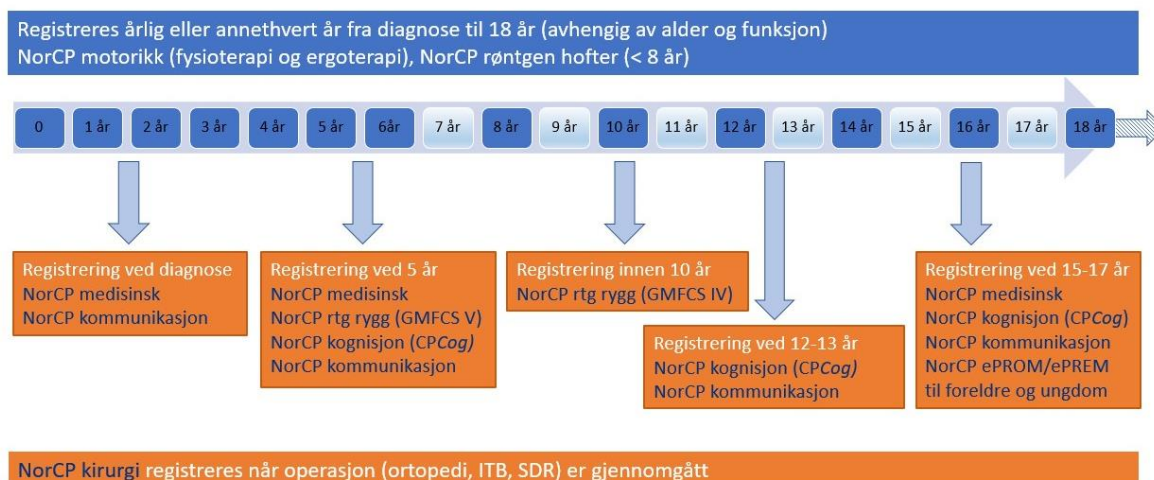 Registreres årlig eller annethvert år fra diagnose til 18 år (avhengig av alder og funksjon)
NorCP motorikk (fysioterapi og ergoterapi), NorCP røntgen hofter (< 8 år)
0 1 år 2 år 3 år 4 år 5 år 6år 7 år 8 år 9 år 10 år 11 år 12 år 13 år 14 år 15 år 16 år 17 år 18 år
Registrering ved diagnose
NorCP medisinsk
NorCP kommunikasjon
Registrering ved 5 år
NorCP medisinsk
NorCP rtg rygg (GMFCS V)
NorCP kognisjon (CPCog)
NorCP kommunikasjon
Registrering innen 10 år
NorCP rtg rygg (GMFCS IV)
Registrering ved 12-13 år
NorCP kognisjon (CPCog)
NorCP kommunikasjon
Registrering ved 15-17 år
NorCP medisinsk
NorCP kognisjon (CPCog)
NorCP kommunikasjon
NorCP ePROM/ePREM
til foreldre og ungdom
NorCP kirurgi registreres når operasjon (ortopedi, ITB, SDR) er gjennomgått